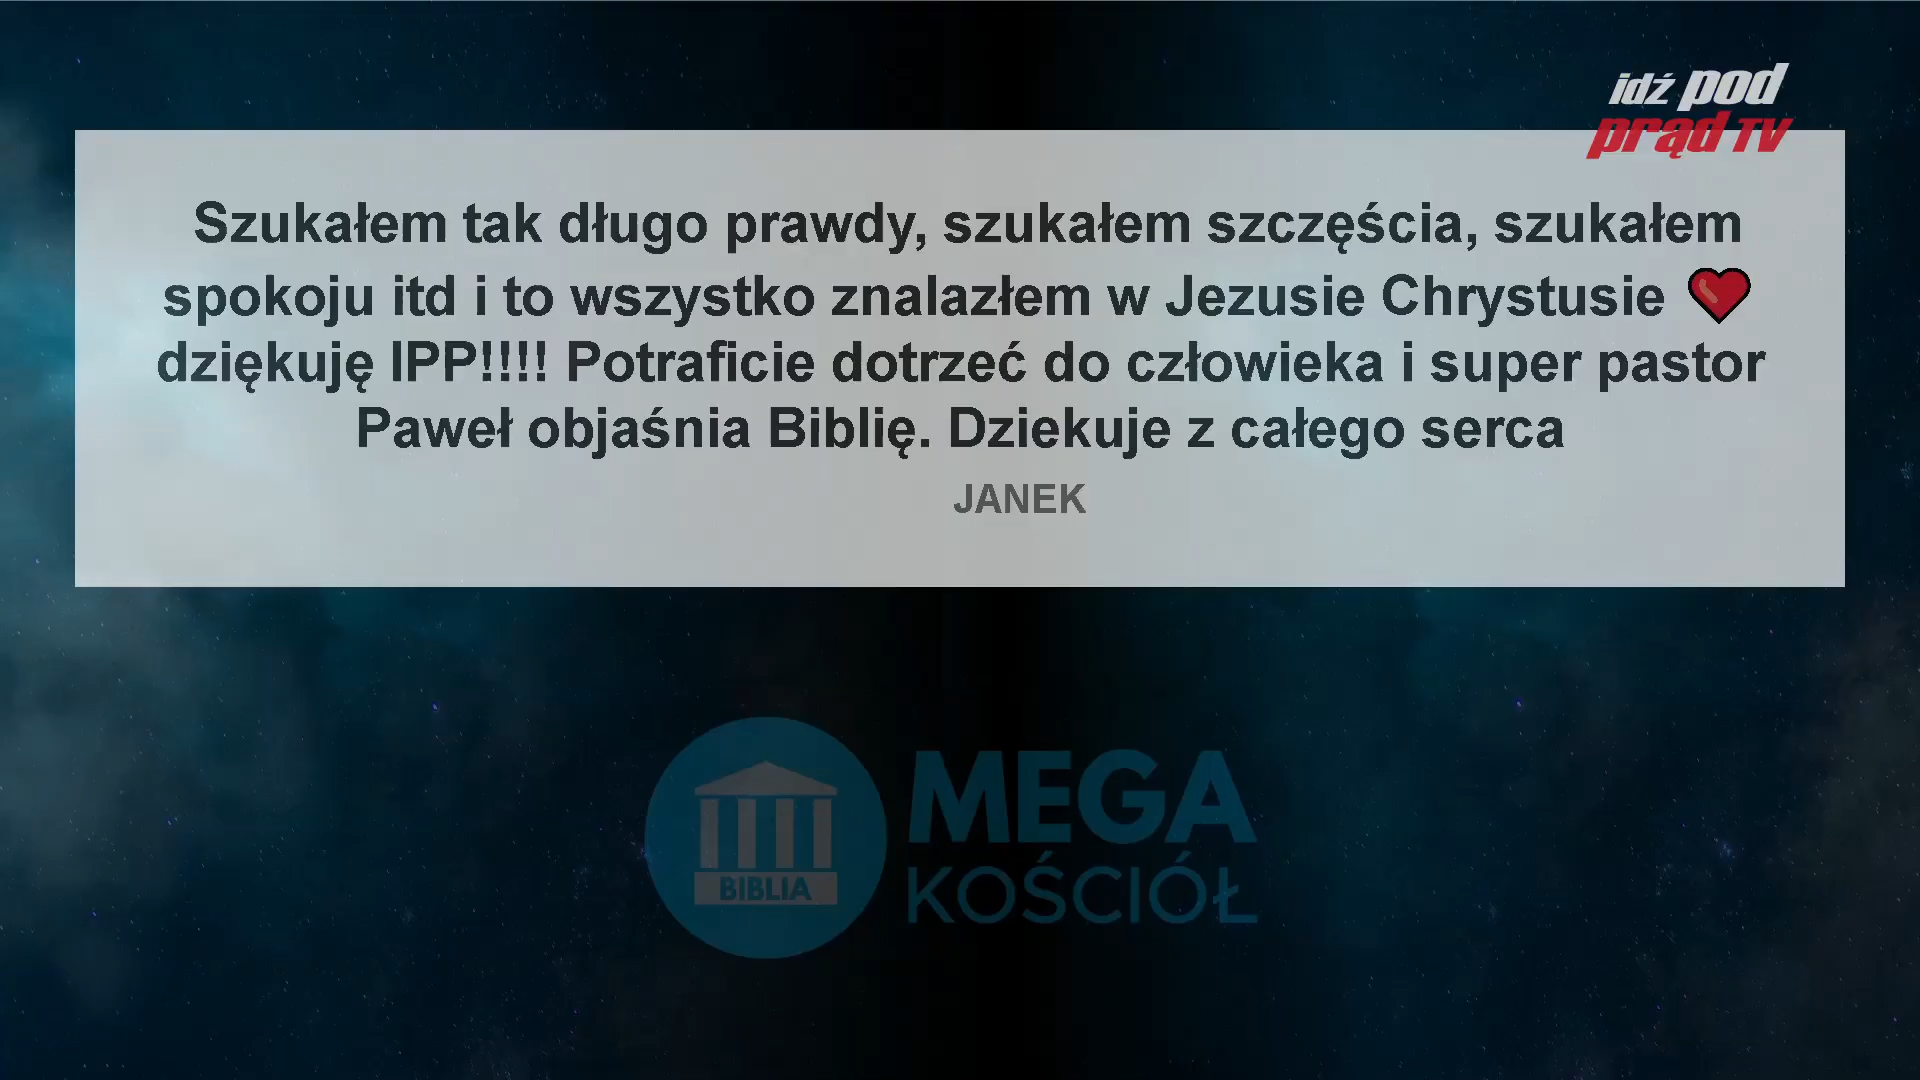 idź pod
prąd TV
Szukałem tak długo prawdy, szukałem szczęścia, szukałem
spokoju itd i to wszystko znalazłem w Jezusie Chrystusie ❤
dziękuję IPP!!!! Potraficie dotrzeć do człowieka i super pastor
Paweł objaśnia Biblię. Dziekuje z całego serca
JANEK
MEGA
KOŚCIÓŁ
BIBLIA